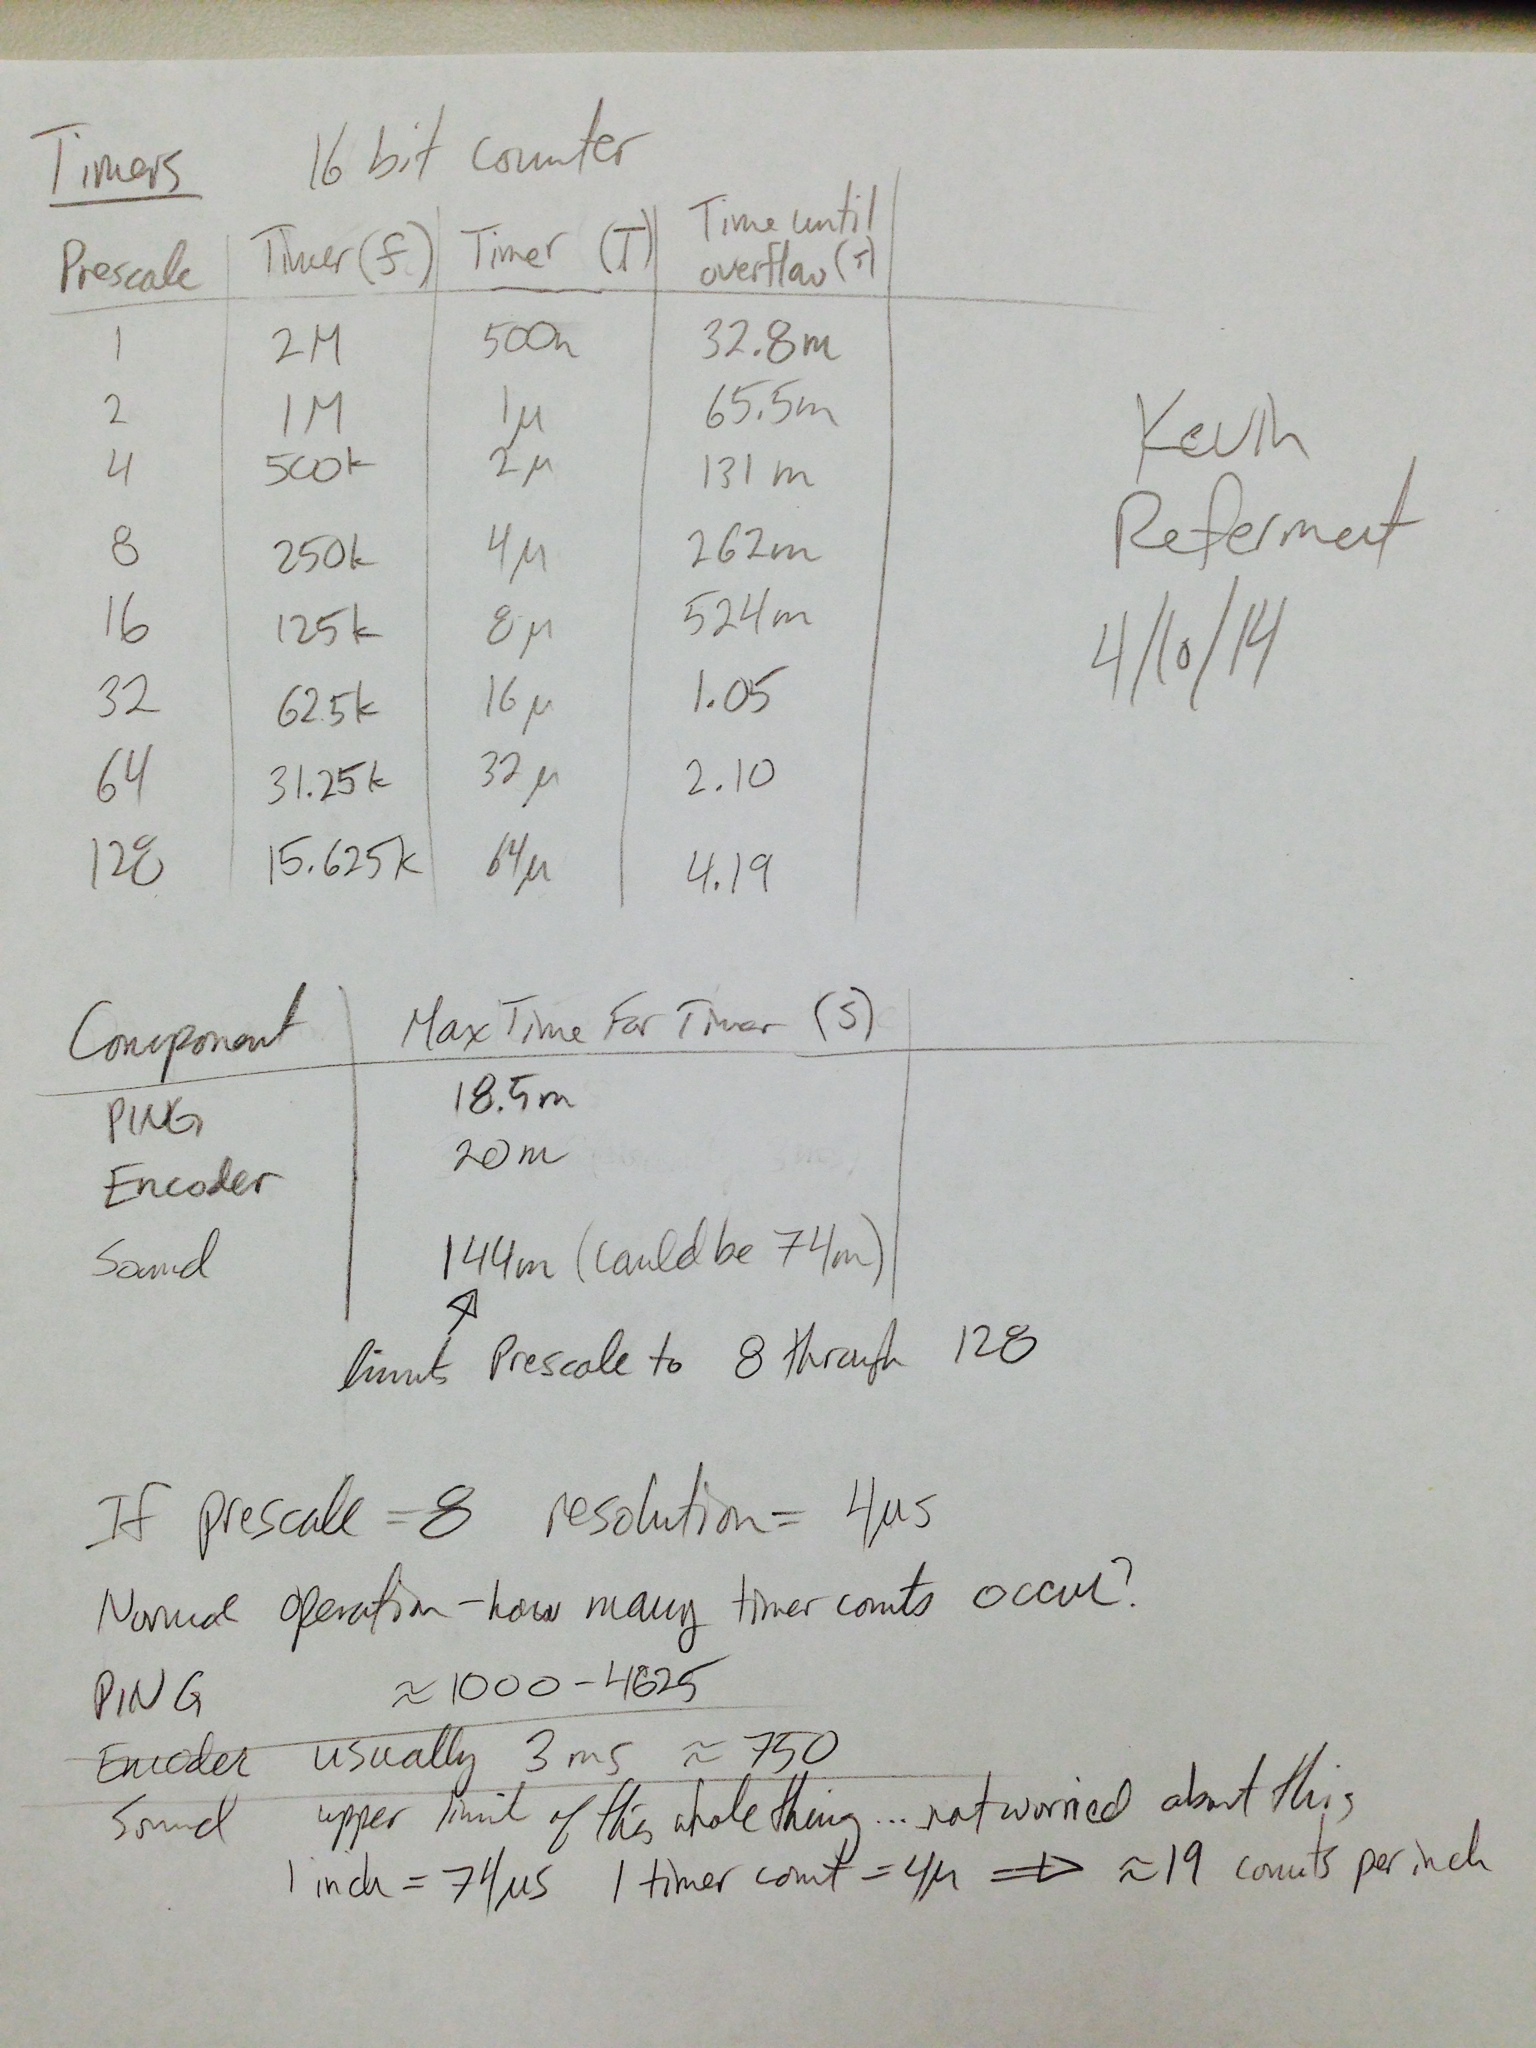 Timers 16 bit counter
Prescale Timer (f) Timer (T) Time until overflow (s)
1 2M 500n 32.8m
2 1M 1μ 65.5m
4 500k 2μ 131m
8 250k 4μ 262m
16 125k 8μ 524m
32 62.5k 16μ 1.05
64 31.25k 32μ 2.10
128 15.625k 64μ 4.19
Kevin
Referment
4/10/14
Component Max Time For Timer (s)
PING 18.5m
Encoder 20m
Sound 144m (could be 74m)
limits Prescale to 8 through 128
If prescale = 8 resolution = 4μs
Normal operation - how many timer counts occur?
PING ≈ 1000 - 4625
Encoder usually 3ms ≈ 750
Sound upper limit of this whole thing... not worried about this
1 inch = 74μs 1 timer count = 4μ ⇒ ≈ 19 counts per inch